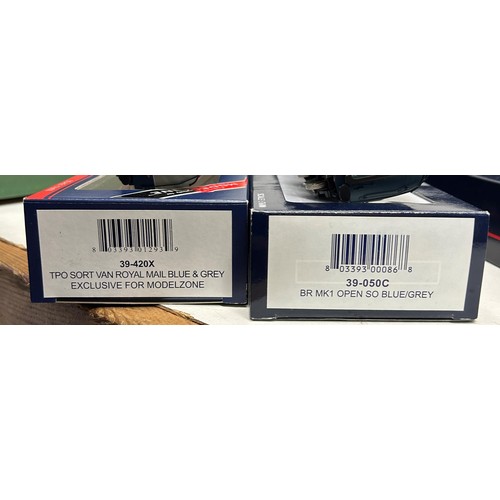 8 03393 01293 9
39-420X
TPO SORT VAN ROYAL MAIL BLUE & GREY
EXCLUSIVE FOR MODELZONE
8 03393 00086 8
39-050C
BR MK1 OPEN SO BLUE/GREY